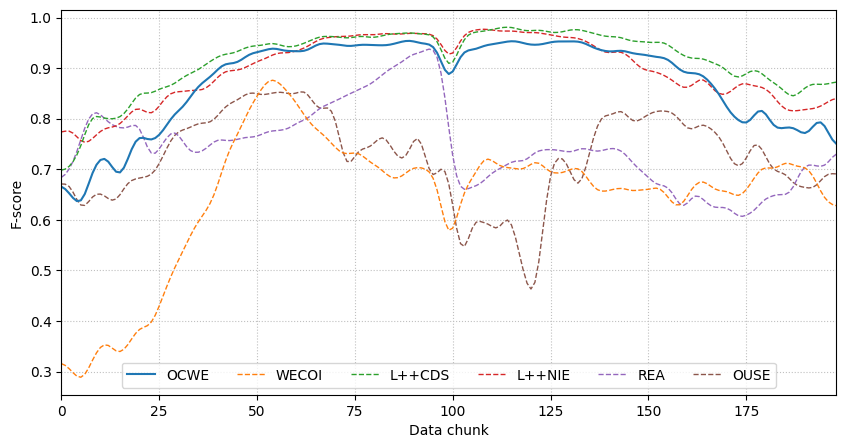 1.0
0.9
0.8
0.7
0.6
0.5
0.4
0.3
F-score
OCWE WECOI L++CDS L++NIE REA OUSE
0 25 50 75 100 125 150 175
Data chunk